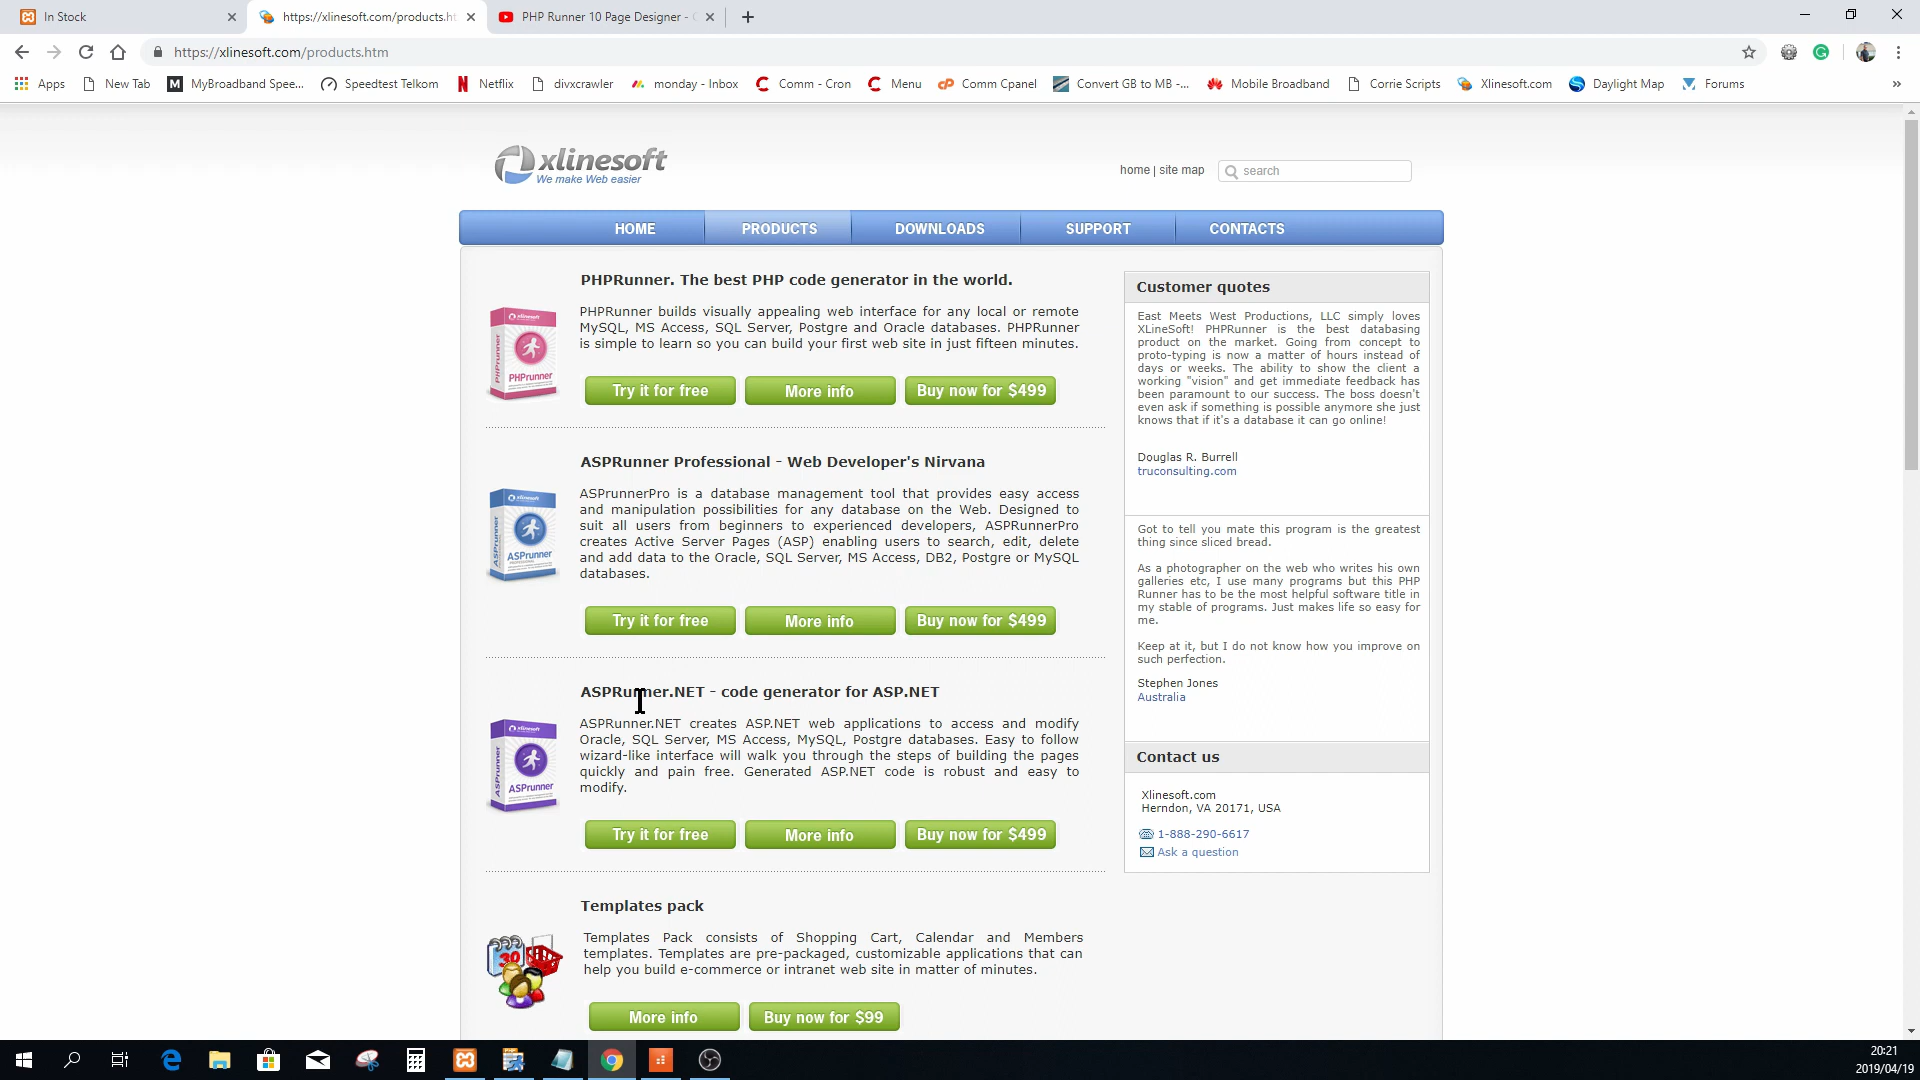 In Stock
https://xlinesoft.com/products.ht
PHP Runner 10 Page Designer -
https://xlinesoft.com/products.htm
Apps
New Tab
MyBroadband Spee...
Speedtest Telkom
Netflix
divxcrawler
monday - Inbox
Comm - Cron
Menu
Comm Cpanel
Convert GB to MB -...
Mobile Broadband
Corrie Scripts
Xlinesoft.com
Daylight Map
Forums
»
xlinesoft
We make Web easier
home | site map
search
HOME
PRODUCTS
DOWNLOADS
SUPPORT
CONTACTS
PHPRunner. The best PHP code generator in the world.
PHPRunner builds visually appealing web interface for any local or remote
MySQL, MS Access, SQL Server, Postgre and Oracle databases. PHPRunner
is simple to learn so you can build your first web site in just fifteen minutes.
xlinesoft
PHPrunner
PHPrunner
Try it for free
More info
Buy now for $499
ASPRunner Professional - Web Developer's Nirvana
ASPrunnerPro is a database management tool that provides easy access
and manipulation possibilities for any database on the Web. Designed to
suit all users from beginners to experienced developers, ASPRunnerPro
creates Active Server Pages (ASP) enabling users to search, edit, delete
and add data to the Oracle, SQL Server, MS Access, DB2, Postgre or MySQL
databases.
xlinesoft
ASPrunner
ASPrunner
PROFESSIONAL
Try it for free
More info
Buy now for $499
ASPRunner.NET - code generator for ASP.NET
ASPRunner.NET creates ASP.NET web applications to access and modify
Oracle, SQL Server, MS Access, MySQL, Postgre databases. Easy to follow
wizard-like interface will walk you through the steps of building the pages
quickly and pain free. Generated ASP.NET code is robust and easy to
modify.
xlinesoft
ASPrunner
ASPrunner
Try it for free
More info
Buy now for $499
Templates pack
Templates Pack consists of Shopping Cart, Calendar and Members
templates. Templates are pre-packaged, customizable applications that can
help you build e-commerce or intranet web site in matter of minutes.
30
More info
Buy now for $99
Customer quotes
East Meets West Productions, LLC simply loves
XLineSoft! PHPRunner is the best databasing
product on the market. Going from concept to
proto-typing is now a matter of hours instead of
days or weeks. The ability to show the client a
working "vision" and get immediate feedback has
been paramount to our success. The boss doesn't
even ask if something is possible anymore she just
knows that if it's a database it can go online!
Douglas R. Burrell
truconsulting.com
Got to tell you mate this program is the greatest
thing since sliced bread.
As a photographer on the web who writes his own
galleries etc, I use many programs but this PHP
Runner has to be the most helpful software title in
my stable of programs. Just makes life so easy for
me.
Keep at it, but I do not know how you improve on
such perfection.
Stephen Jones
Australia
Contact us
Xlinesoft.com
Herndon, VA 20171, USA
1-888-290-6617
Ask a question
20:21
2019/04/19